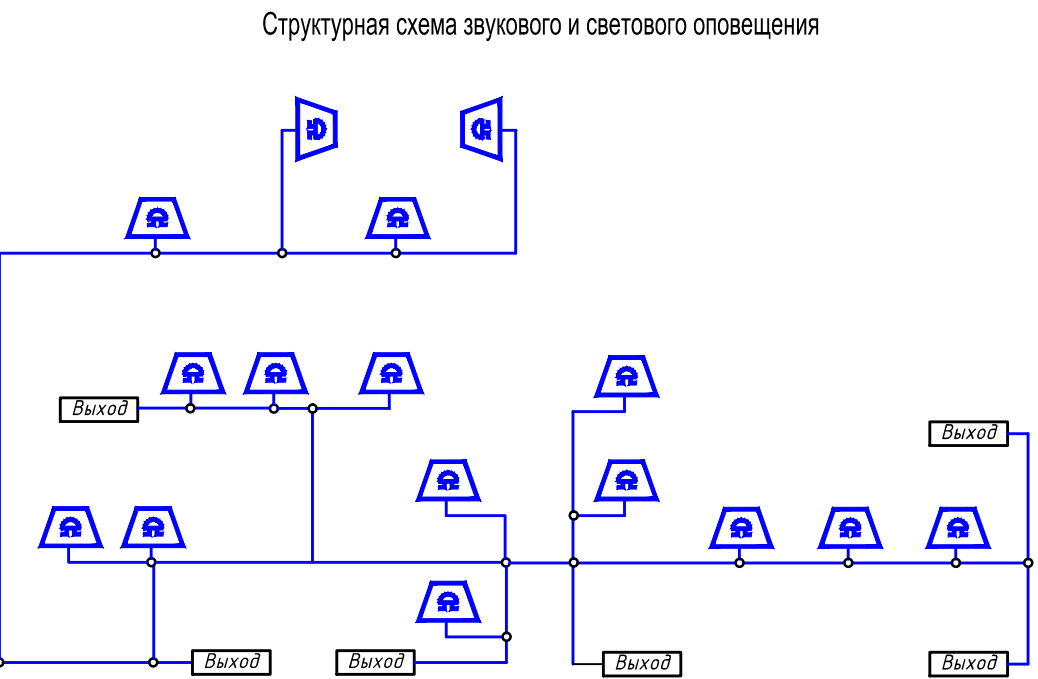 Структурная схема звукового и светового оповещения
Выход
Выход
Выход
Выход
Выход
Выход